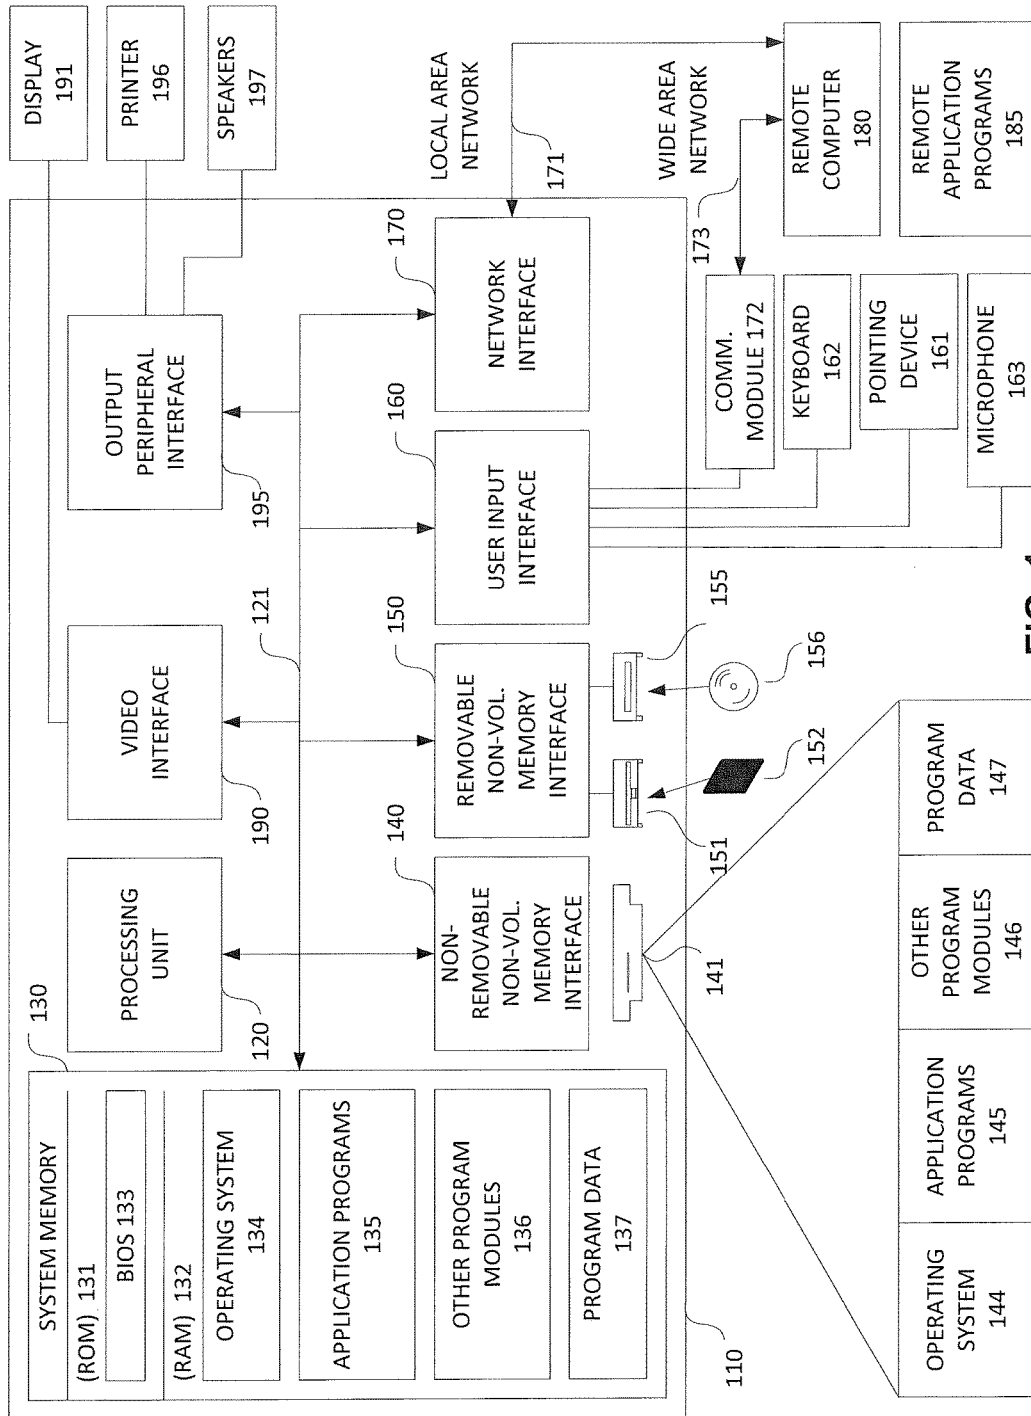 SYSTEM MEMORY
130
(ROM) 131
BIOS 133
(RAM) 132
OPERATING SYSTEM
134
APPLICATION PROGRAMS
135
OTHER PROGRAM
MODULES
136
PROGRAM DATA
137
110
PROCESSING
UNIT
120
VIDEO
INTERFACE
190
121
OUTPUT
PERIPHERAL
INTERFACE
195
DISPLAY
191
PRINTER
196
SPEAKERS
197
NON-
REMOVABLE
NON-VOL.
MEMORY
INTERFACE
140
REMOVABLE
NON-VOL.
MEMORY
INTERFACE
150
USER INPUT
INTERFACE
160
NETWORK
INTERFACE
170
LOCAL AREA
NETWORK
171
WIDE AREA
NETWORK
173
141
151
152
155
156
COMM.
MODULE 172
KEYBOARD
162
POINTING
DEVICE
161
MICROPHONE
163
REMOTE
COMPUTER
180
REMOTE
APPLICATION
PROGRAMS
185
OPERATING
SYSTEM
144
APPLICATION
PROGRAMS
145
OTHER
PROGRAM
MODULES
146
PROGRAM
DATA
147